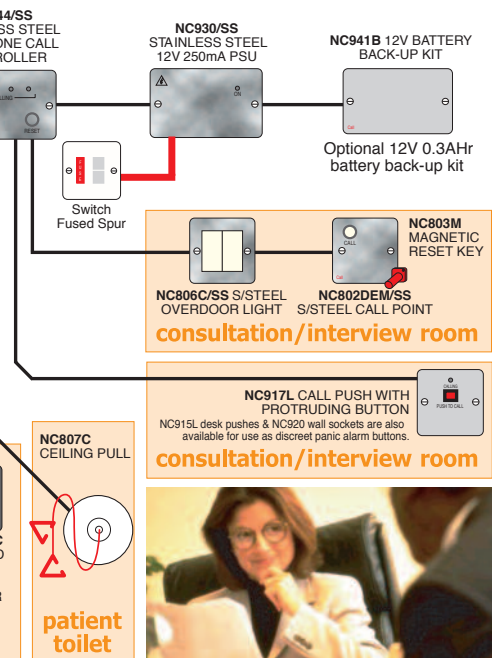 44/SS
SS STEEL
ONE CALL
ROLLER
RESET
NC930/SS
STAINLESS STEEL
12V 250mA PSU
ON
NC941B 12V BATTERY
BACK-UP KIT
Optional 12V 0.3AHr
battery back-up kit
Switch
Fused Spur
CALL
NC803M
MAGNETIC
RESET KEY
NC806C/SS S/STEEL
OVERDOOR LIGHT
NC802DEM/SS
S/STEEL CALL POINT
consultation/interview room
NC917L CALL PUSH WITH
PROTRUDING BUTTON
NC915L desk pushes & NC920 wall sockets are also
available for use as discreet panic alarm buttons.
CALLING
PUSH TO CALL
consultation/interview room
NC807C
CEILING PULL
patient
toilet